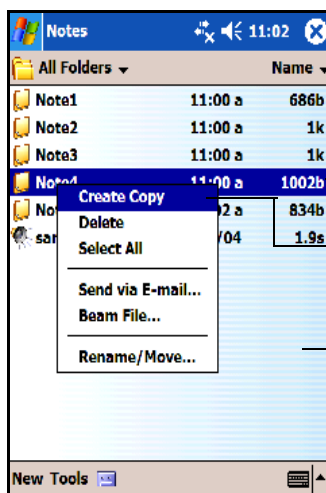 Notes 11:02
All Folders Name
Note1 11:00 a 686b
Note2 11:00 a 1k
Note3 11:00 a 1k
Note4 11:00 a 1002b
834b
/04 1.9s
Create Copy
Delete
Select All
Send via E-mail...
Beam File...
Rename/Move...
New Tools